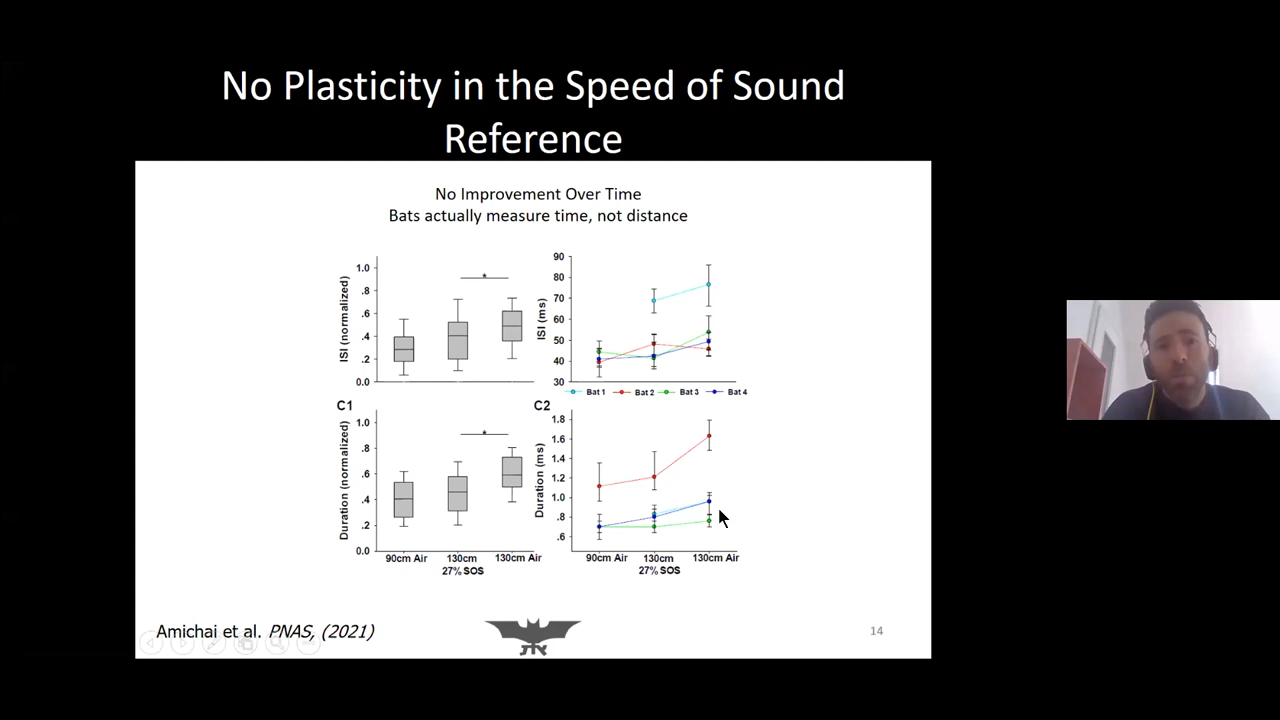 No Plasticity in the Speed of Sound
Reference
No Improvement Over Time
Bats actually measure time, not distance
ISI (normalized)
1.0
.8
.6
.4
.2
0.0
*
ISI (ms)
90
80
70
60
50
40
30
Bat 1
Bat 2
Bat 3
Bat 4
C1
Duration (normalized)
1.0
.8
.6
.4
.2
0.0
*
90cm Air
130cm
27% SOS
130cm Air
C2
Duration (ms)
1.8
1.6
1.4
1.2
1.0
.8
.6
90cm Air
130cm
27% SOS
130cm Air
Amichai et al. PNAS, (2021)
14